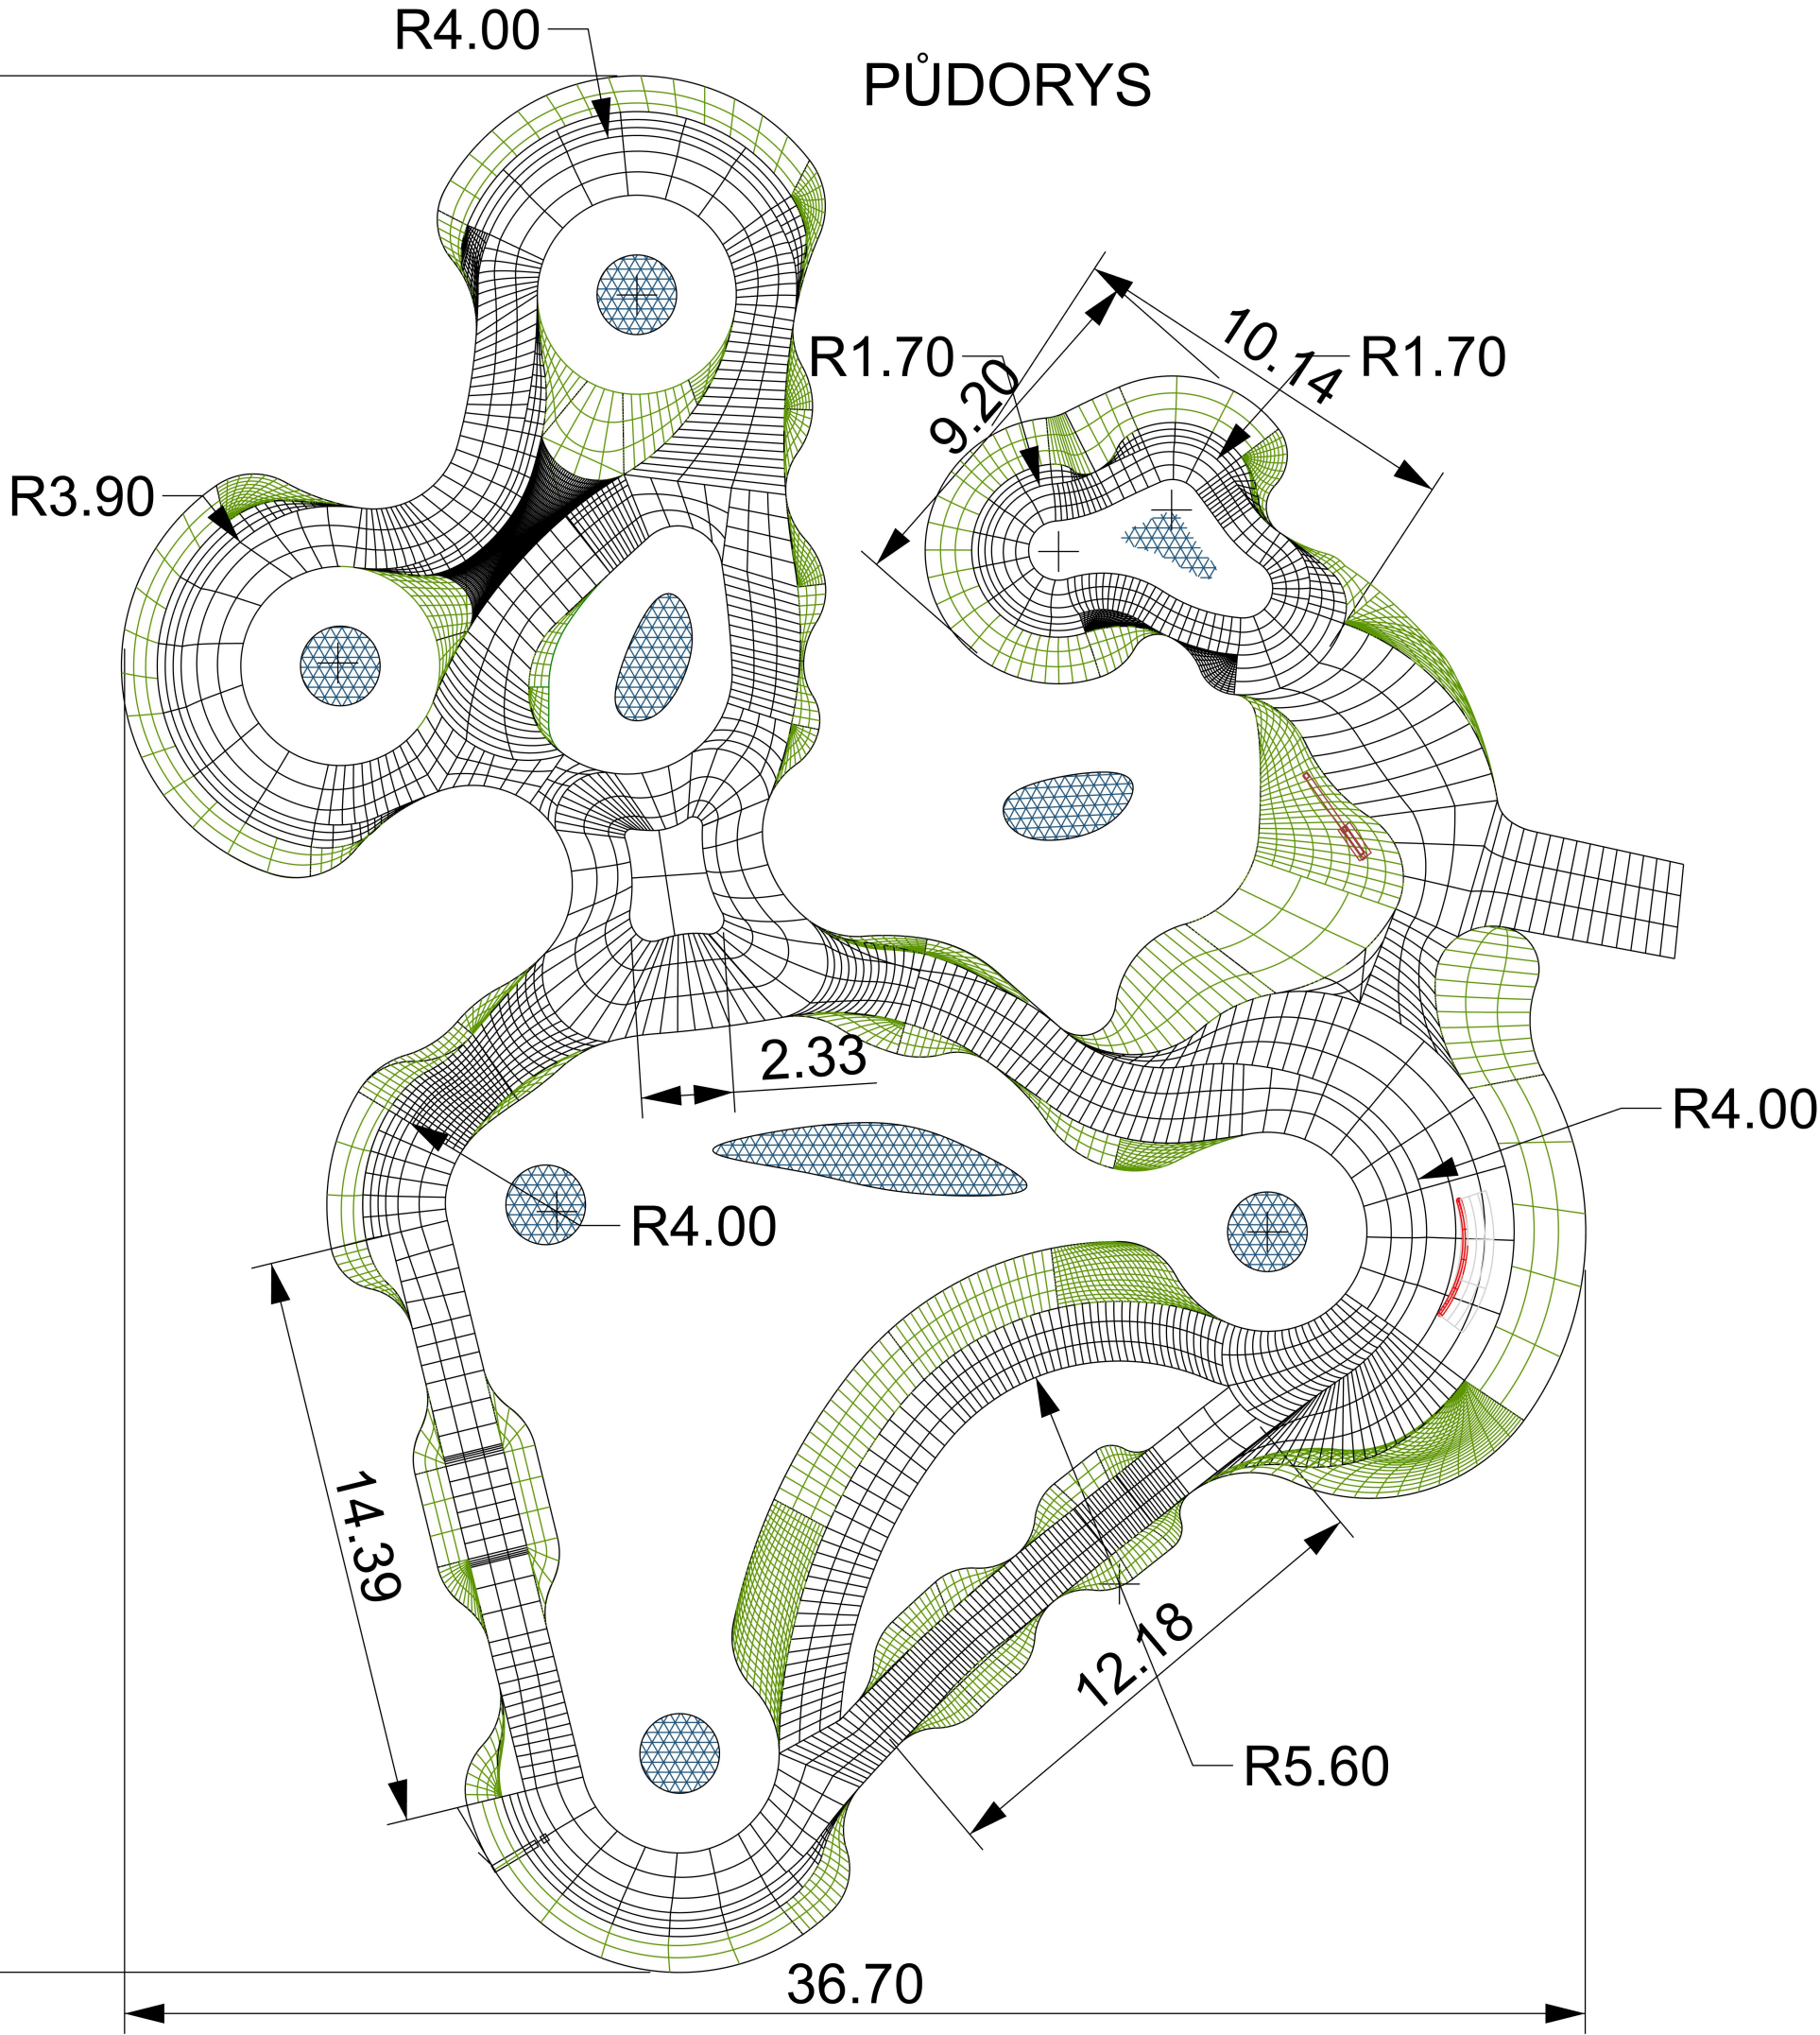 R4.00
PŮDORYS
R1.70
10.14
R1.70
9.20
R3.90
2.33
R4.00
R4.00
14.39
12.18
R5.60
36.70